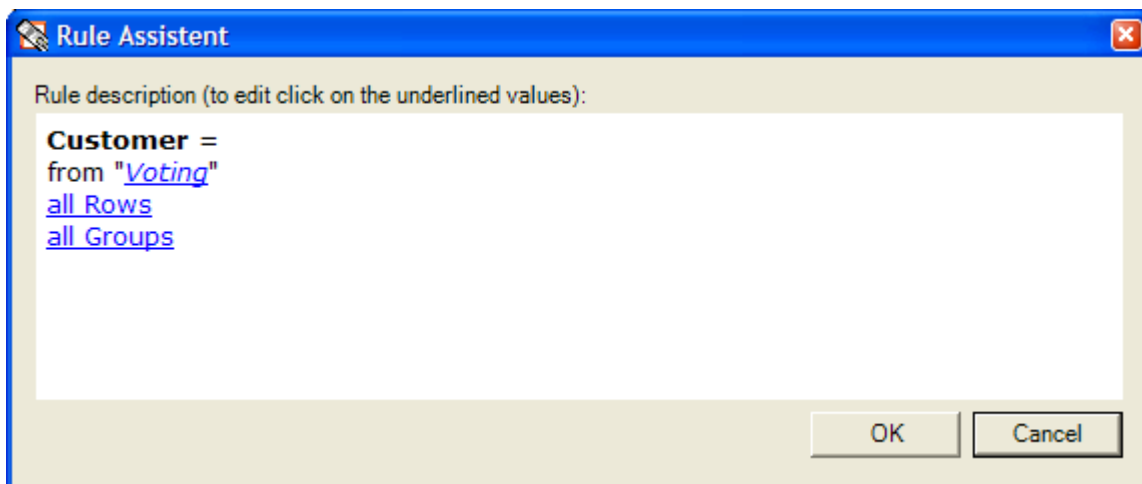 Rule Assistent
Rule description (to edit click on the underlined values):
Customer =
from "Voting"
all Rows
all Groups
OK
Cancel